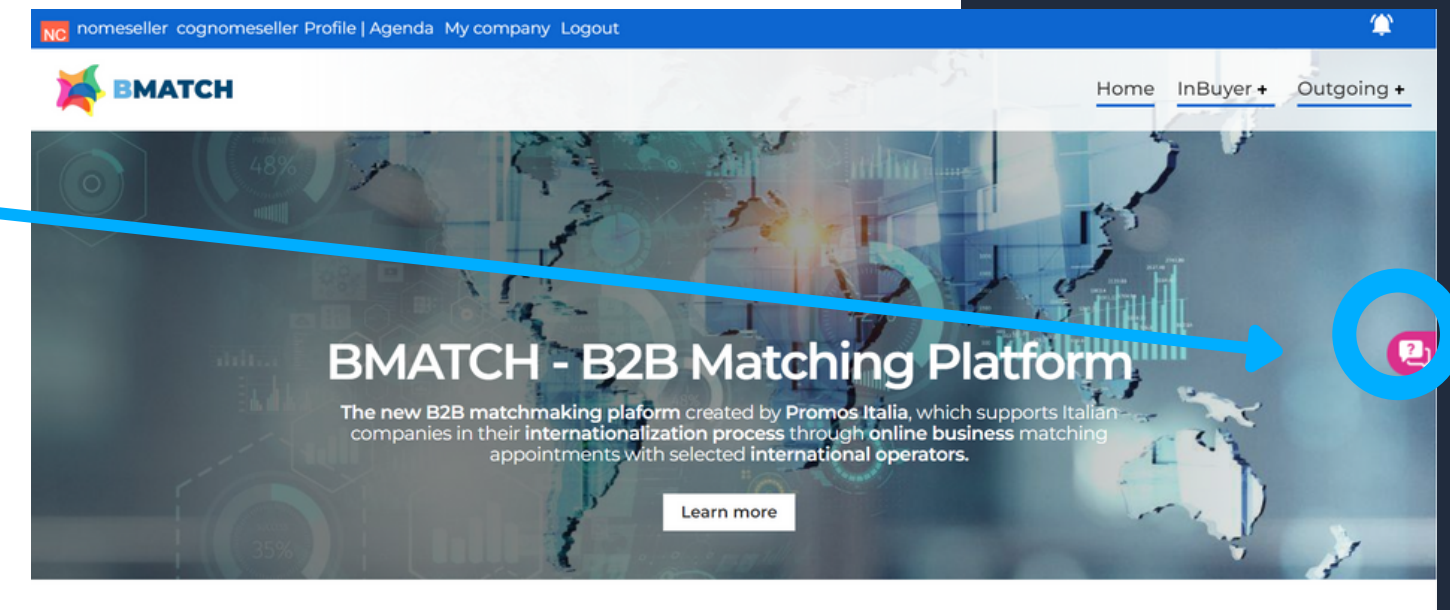 NC nomeseller cognomeseller Profile | Agenda My company Logout
BMATCH
Home InBuyer + Outgoing +
48%
BMATCH - B2B Matching Platform
The new B2B matchmaking plaform created by Promos Italia, which supports Italian
companies in their internationalization process through online business matching
appointments with selected international operators.
Learn more
35%